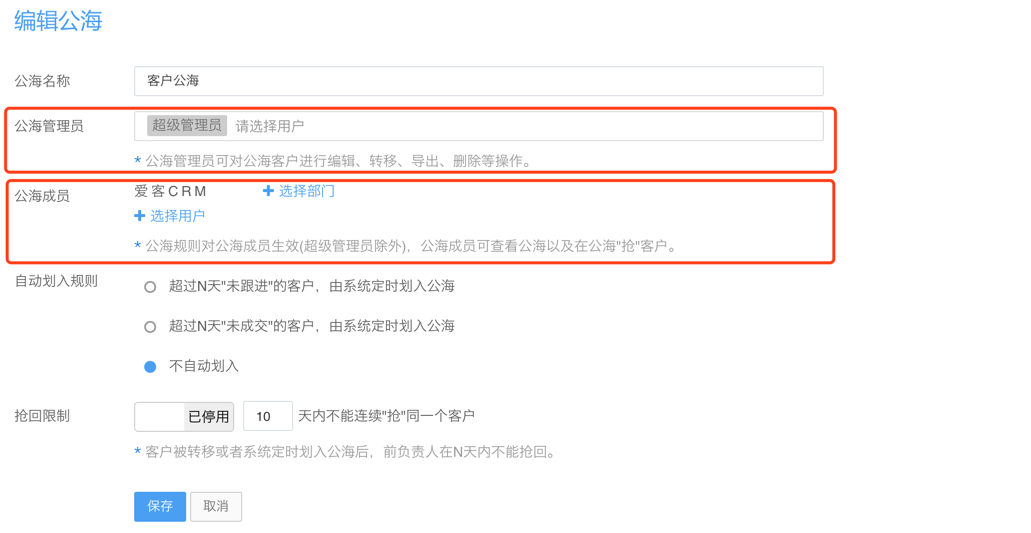 编辑公海
公海名称 客户公海
公海管理员 超级管理员 请选择用户
* 公海管理员可对公海客户进行编辑、转移、导出、删除等操作。
公海成员 爱客CRM + 选择部门
+ 选择用户
* 公海规则对公海成员生效(超级管理员除外)，公海成员可查看公海以及在公海"抢"客户。
自动划入规则 超过N天"未跟进"的客户，由系统定时划入公海
超过N天"未成交"的客户，由系统定时划入公海
不自动划入
抢回限制 已停用 10 天内不能连续"抢"同一个客户
* 客户被转移或者系统定时划入公海后，前负责人在N天内不能抢回。
保存 取消